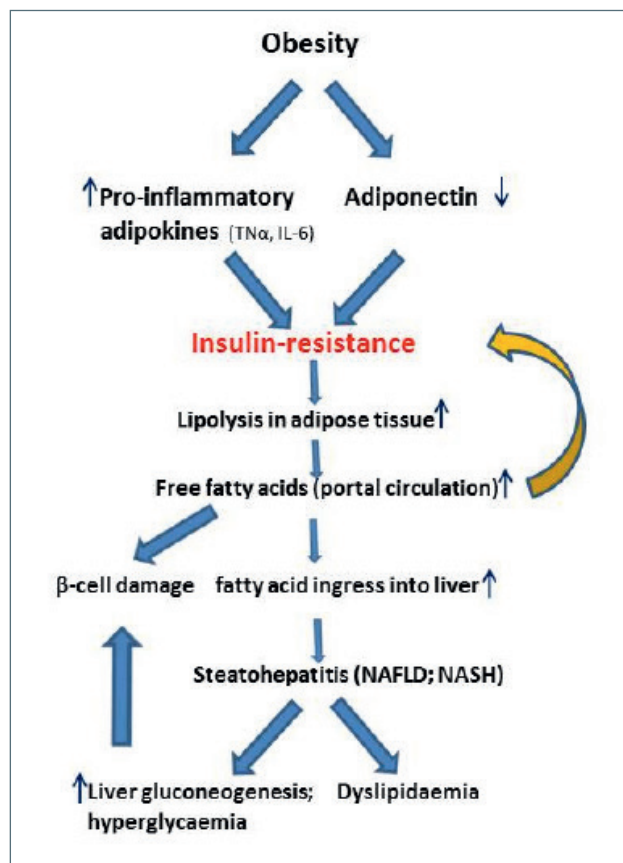 Obesity
↑Pro-inflammatory
adipokines (TNα, IL-6)
Adiponectin ↓
Insulin-resistance
Lipolysis in adipose tissue↑
Free fatty acids (portal circulation)↑
β-cell damage
fatty acid ingress into liver↑
Steatohepatitis (NAFLD; NASH)
↑Liver gluconeogenesis;
hyperglycaemia
Dyslipidaemia